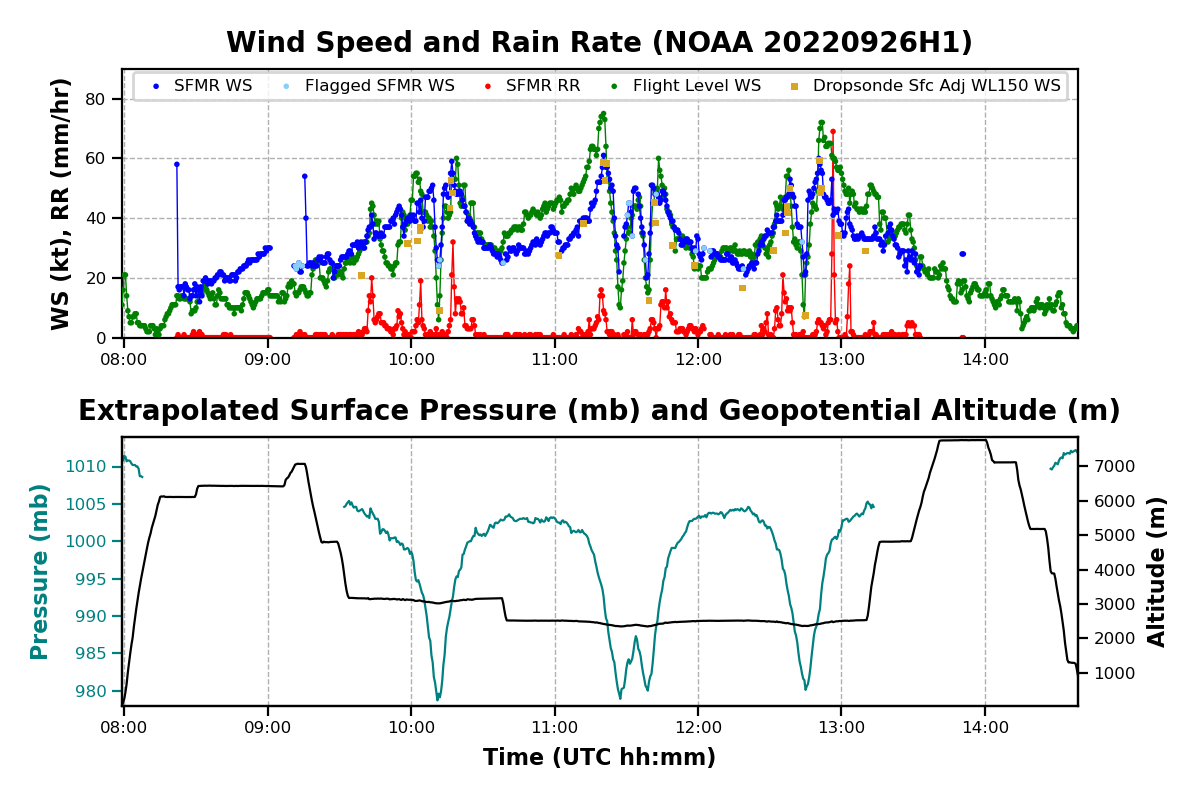 Wind Speed and Rain Rate (NOAA 20220926H1)
SFMR WS Flagged SFMR WS SFMR RR Flight Level WS Dropsonde Sfc Adj WL150 WS
WS (kt), RR (mm/hr)
80
60
40
20
0
08:00 09:00 10:00 11:00 12:00 13:00 14:00
Extrapolated Surface Pressure (mb) and Geopotential Altitude (m)
Pressure (mb)
1010
1005
1000
995
990
985
980
7000
6000
5000
4000
3000
2000
1000
Altitude (m)
08:00 09:00 10:00 11:00 12:00 13:00 14:00
Time (UTC hh:mm)